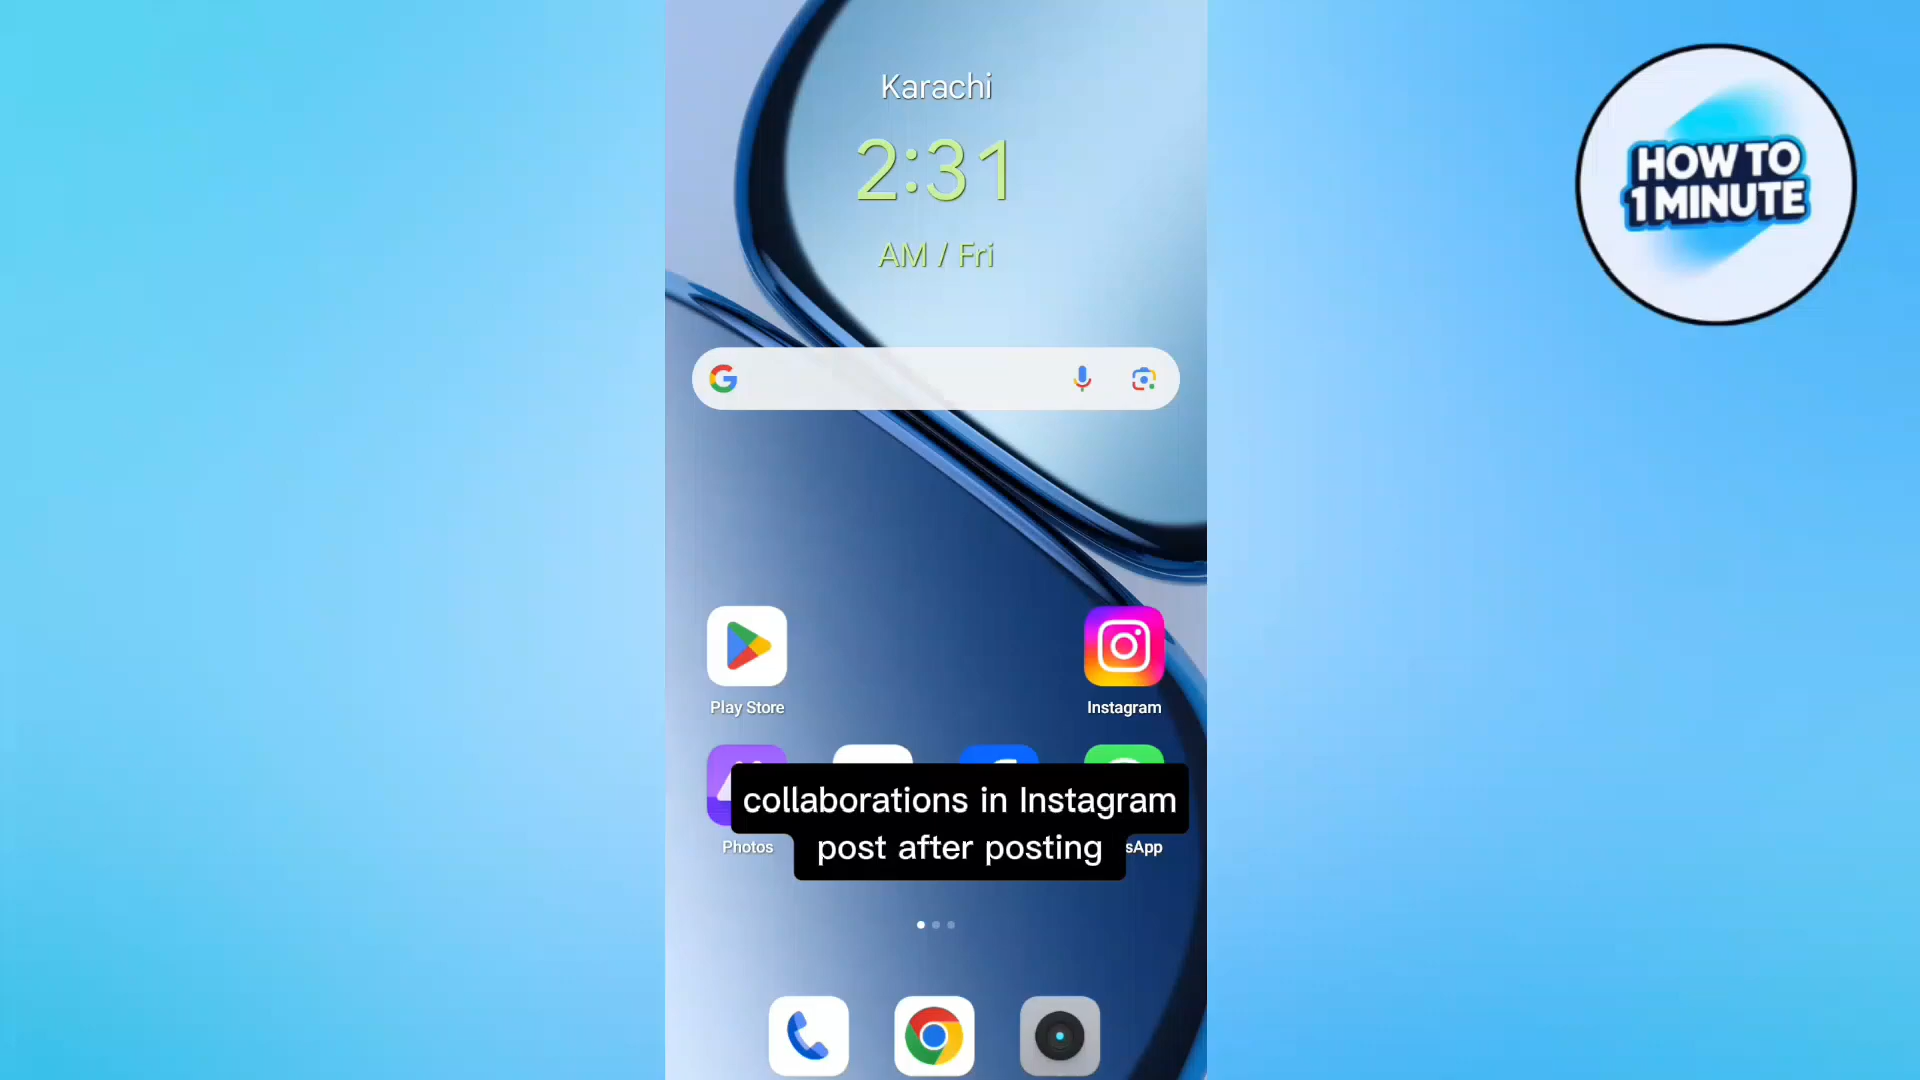 Karachi
2:31
AM / Fri
HOW TO
1 MINUTE
Play Store
Instagram
collaborations in Instagram
post after posting
Photos
sApp